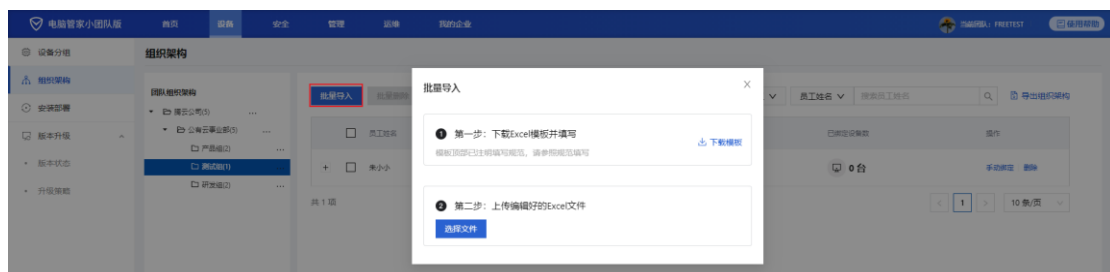 电脑管家小团队版 首页 设备 安全 管理 运维 我的企业 当前团队: FREETEST 使用帮助
设备分组
组织架构
安装部署
版本升级
版本状态
升级策略
组织架构
团队组织架构
公有云事业部(5)
产品组(2)
测试组(1)
研发组(2)
批量导入 批量删除 员工姓名 搜索员工姓名 导出组织架构
员工姓名 已绑定设备数 操作
朱小小 0 台 手动绑定 删除
共 1 项 1 10 条/页
批量导入
1 第一步：下载Excel模板并填写
模板顶部已注明填写规范，请参照规范填写
下载模板
2 第二步：上传编辑好的Excel文件
选择文件